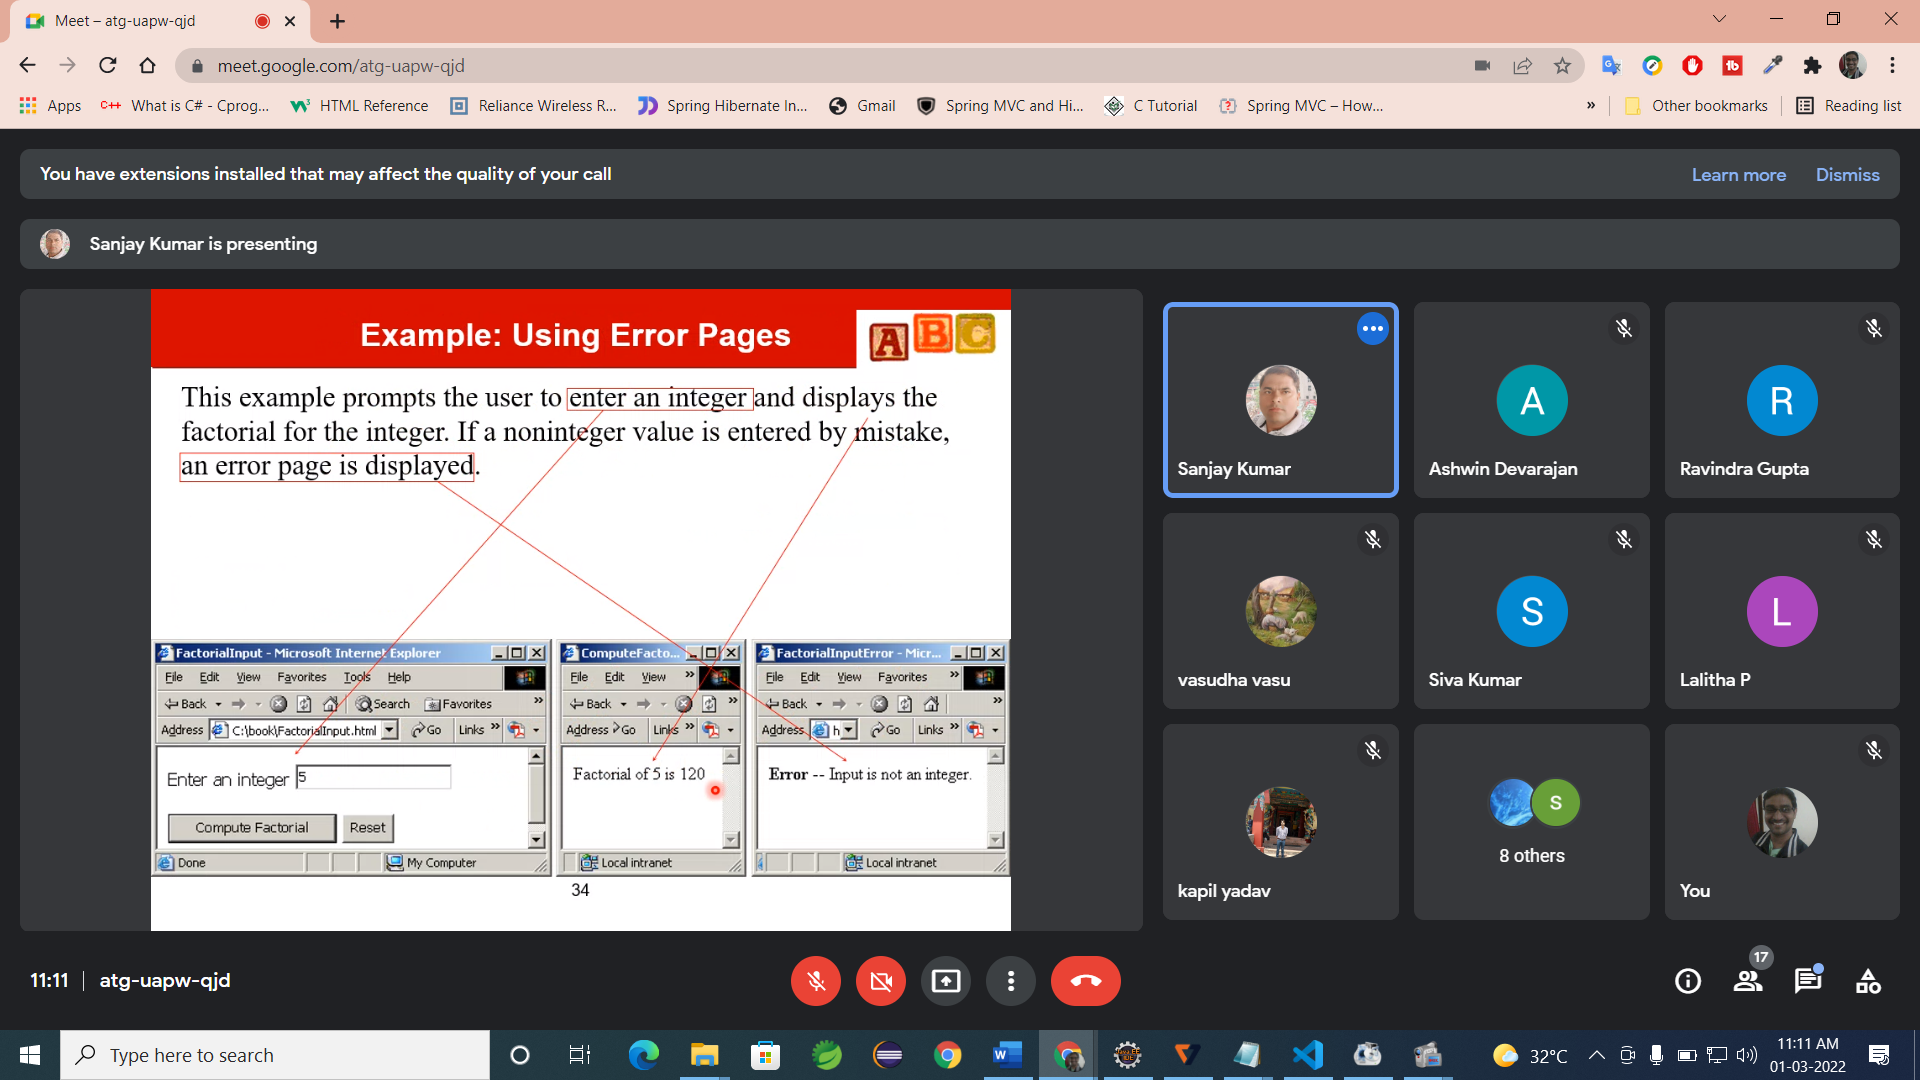 Meet – atg-uapw-qjd
meet.google.com/atg-uapw-qjd
Apps
C++ What is C# - Cprog...
W3 HTML Reference
Reliance Wireless R...
Spring Hibernate In...
Gmail
Spring MVC and Hi...
C Tutorial
Spring MVC – How...
»
Other bookmarks
Reading list
You have extensions installed that may affect the quality of your call
Learn more
Dismiss
Sanjay Kumar is presenting
Example: Using Error Pages
A B C
This example prompts the user to enter an integer and displays the
factorial for the integer. If a noninteger value is entered by mistake,
an error page is displayed.
FactorialInput - Microsoft Internet Explorer
File Edit View Favorites Tools Help
Back Search Favorites »
Address C:\book\FactorialInput.html Go Links »
Enter an integer 5
Compute Factorial Reset
Done My Computer
ComputeFacto...
File Edit View »
Back »
Address Go Links »
Factorial of 5 is 120
Local intranet
FactorialInputError - Micr...
File Edit View Favorites »
Back »
Address h Go Links »
Error -- Input is not an integer.
Local intranet
34
Sanjay Kumar
A
Ashwin Devarajan
R
Ravindra Gupta
vasudha vasu
S
Siva Kumar
L
Lalitha P
kapil yadav
S
8 others
You
11:11 | atg-uapw-qjd
17
Type here to search
32°C
11:11 AM
01-03-2022